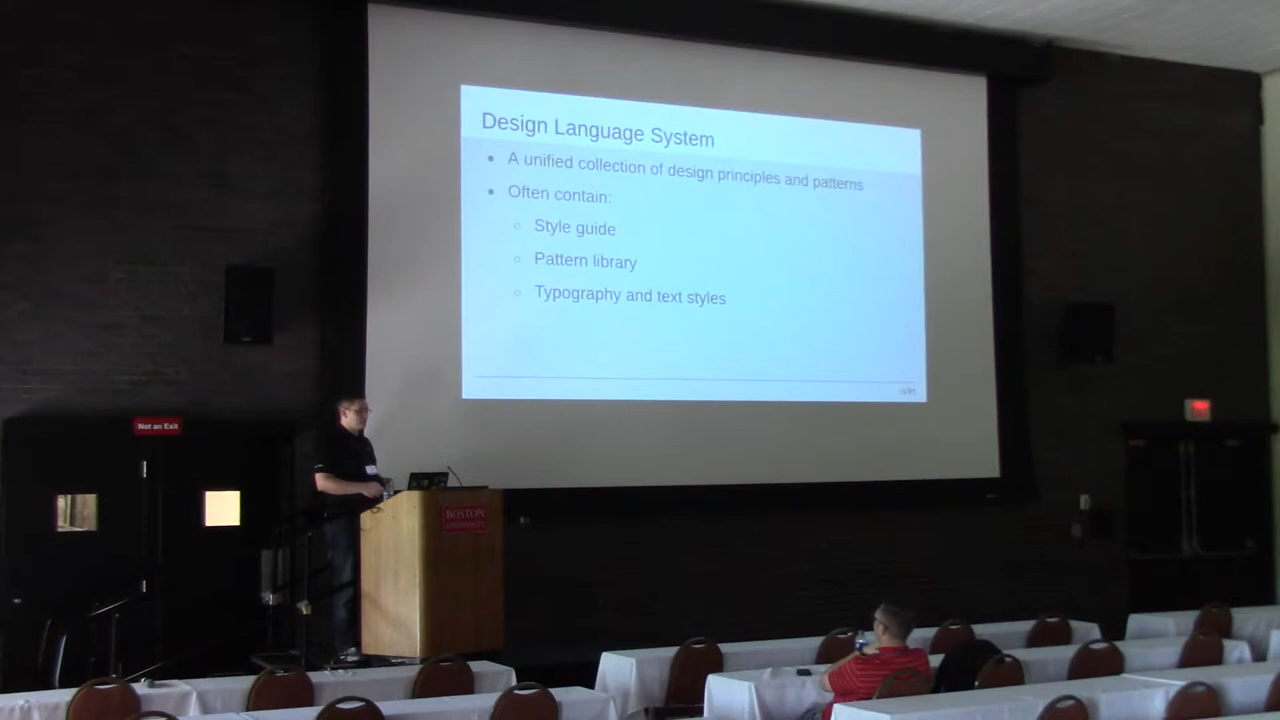 Design Language System
• A unified collection of design principles and patterns
• Often contain:
○ Style guide
○ Pattern library
○ Typography and text styles
Not an Exit
BOSTON
UNIVERSITY